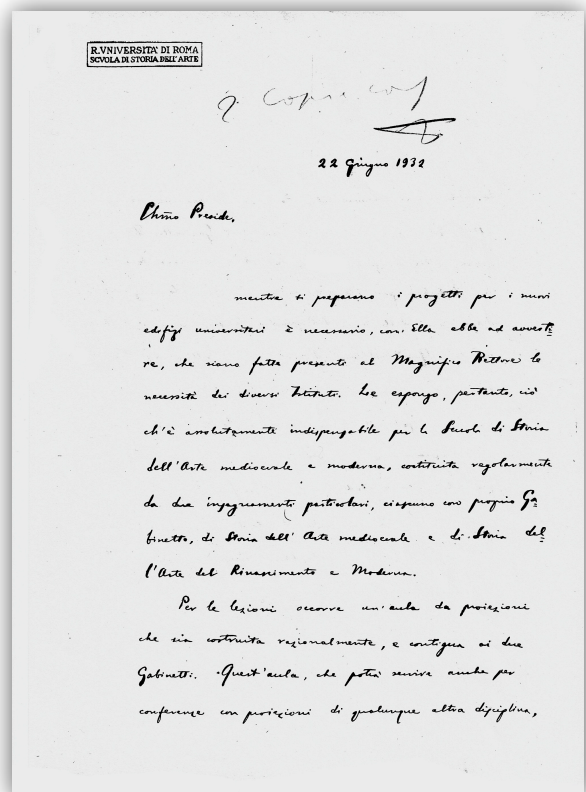 R. VNIVERSITA' DI ROMA
SCVOLA DI STORIA DELL'ARTE
2 Copie
22 Giugno 1932
Ch.mo Preside,
mentre si preparano i progetti per i nuovi
edifizi universitari è necessario, com'Ella ebbe ad avverti=
re, che siano fatte presenti al Magnifico Rettore le
necessità dei diversi Istituti. Le espongo, pertanto, ciò
ch'è assolutamente indispensabile per la Scuola di Storia
dell'Arte medioevale e moderna, costituita regolarmente
da due insegnamenti particolari, ciascuno con proprio Ga=
binetto, di Storia dell'Arte medioevale e di Storia del=
l'Arte del Rinascimento e Moderna.
Per le lezioni occorre un'aula da proiezioni
che sia costruita razionalmente, e contigua ai due
Gabinetti. Quest'aula, che potrà servire anche per
conferenze con proiezioni di qualunque altra disciplina,